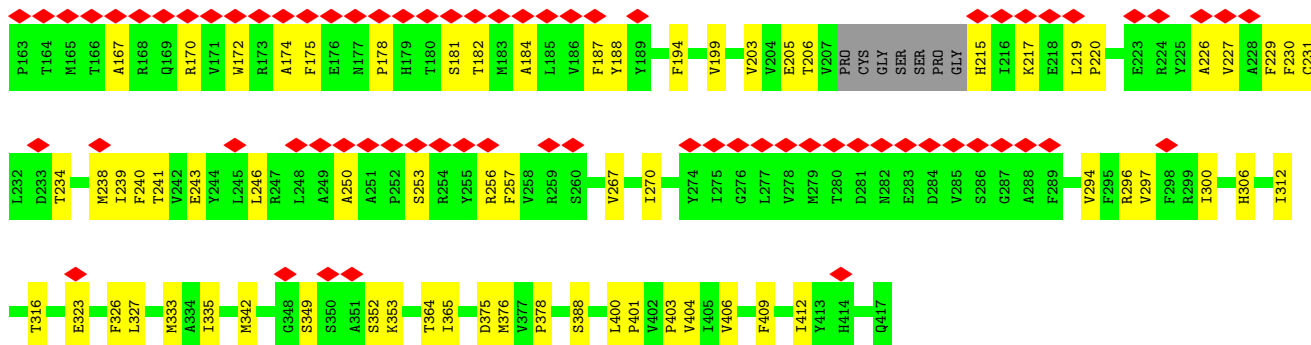 P163 T164 M165 T166 A167 R168 Q169 R170 V171 W172 R173 A174 F175 E176 N177 P178 H179 T180 S181 T182 M183 A184 L185 V186 F187 Y188 Y189 F194 V199 V203 V204 E205 T206 V207 PRO CYS GLY SER SER PRO GLY H215 I216 K217 E218 L219 P220 E223 R224 Y225 A226 V227 A228 F229 F230 C231
L232 D233 T234 M238 I239 F240 T241 V242 E243 Y244 L245 L246 R247 L248 A249 A250 A251 P252 S253 R254 Y255 R256 F257 V258 R259 S260 V267 I270 Y274 I275 G276 L277 V278 M279 T280 D281 N282 E283 D284 V285 S286 G287 A288 F289 V294 F295 R296 V297 F298 R299 I300 H306 I312
T316 E323 F326 L327 M333 A334 I335 M342 G348 S349 S350 A351 S352 K353 T364 I365 D375 M376 V377 P378 S388 L400 P401 V402 P403 V404 I405 V406 F409 I412 Y413 H414 Q417